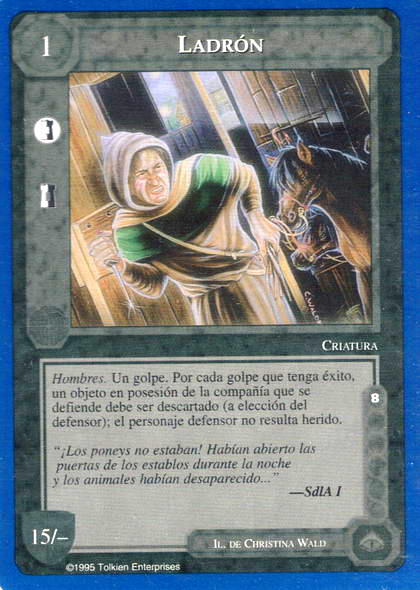 1
LADRÓN
CRIATURA
Hombres. Un golpe. Por cada golpe que tenga éxito,
un objeto en posesión de la compañía que se
defiende debe ser descartado (a elección del
defensor); el personaje defensor no resulta herido.
8
“¡Los poneys no estaban! Habían abierto las
puertas de los establos durante la noche
y los animales habían desaparecido...”
—SdlA I
15/–
IL. DE CHRISTINA WALD
©1995 Tolkien Enterprises